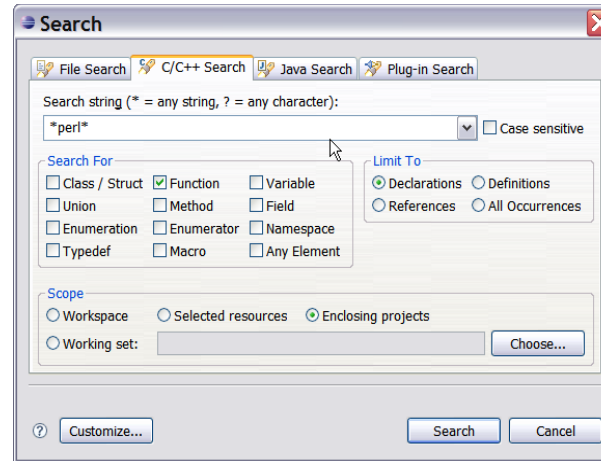 Search
File Search C/C++ Search Java Search Plug-in Search
Search string (* = any string, ? = any character):
*perl* Case sensitive
Search For Limit To
Class / Struct Function Variable Declarations Definitions
Union Method Field References All Occurrences
Enumeration Enumerator Namespace
Typedef Macro Any Element
Scope
Workspace Selected resources Enclosing projects
Working set: Choose...
? Customize... Search Cancel